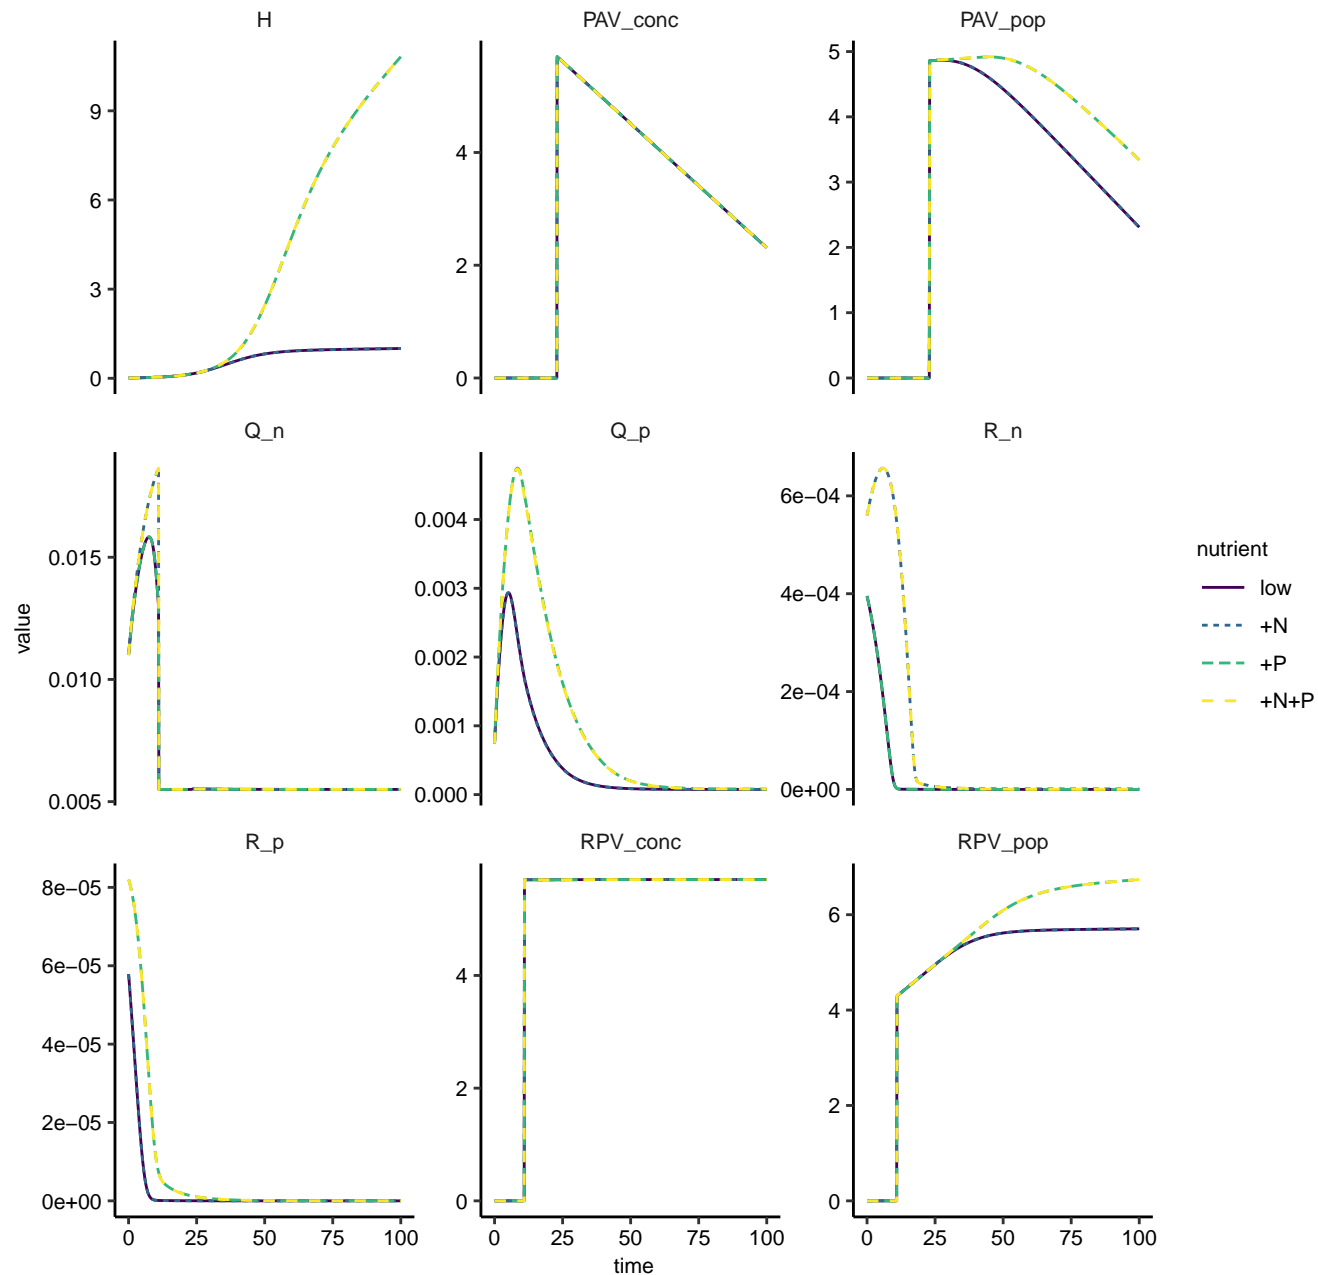 H
PAV_conc
PAV_pop
9
6
3
0
4
2
0
5
4
3
2
1
0
Q_n
Q_p
R_n
0.015
0.010
0.005
0.004
0.003
0.002
0.001
0.000
6e−04
4e−04
2e−04
0e+00
value
nutrient
low
+N
+P
+N+P
R_p
RPV_conc
RPV_pop
8e−05
6e−05
4e−05
2e−05
0e+00
4
2
0
6
4
2
0
0 25 50 75 100
0 25 50 75 100
0 25 50 75 100
time